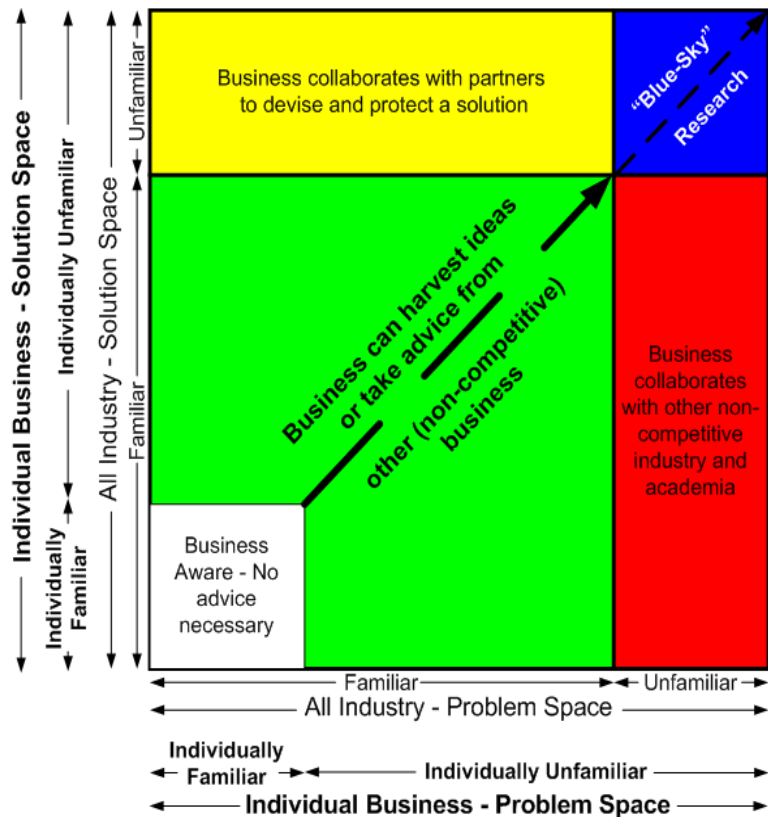 Individual Business - Solution Space
Individually Unfamiliar
Individually
Familiar
All Industry - Solution Space
Unfamiliar
Familiar
Business collaborates with partners
to devise and protect a solution
“Blue-Sky”
Research
Business can harvest ideas
or take advice from
other (non-competitive)
business
Business
collaborates
with other non-
competitive
industry and
academia
Business
Aware - No
advice
necessary
Familiar
Unfamiliar
All Industry - Problem Space
Individually
Familiar
Individually Unfamiliar
Individual Business - Problem Space